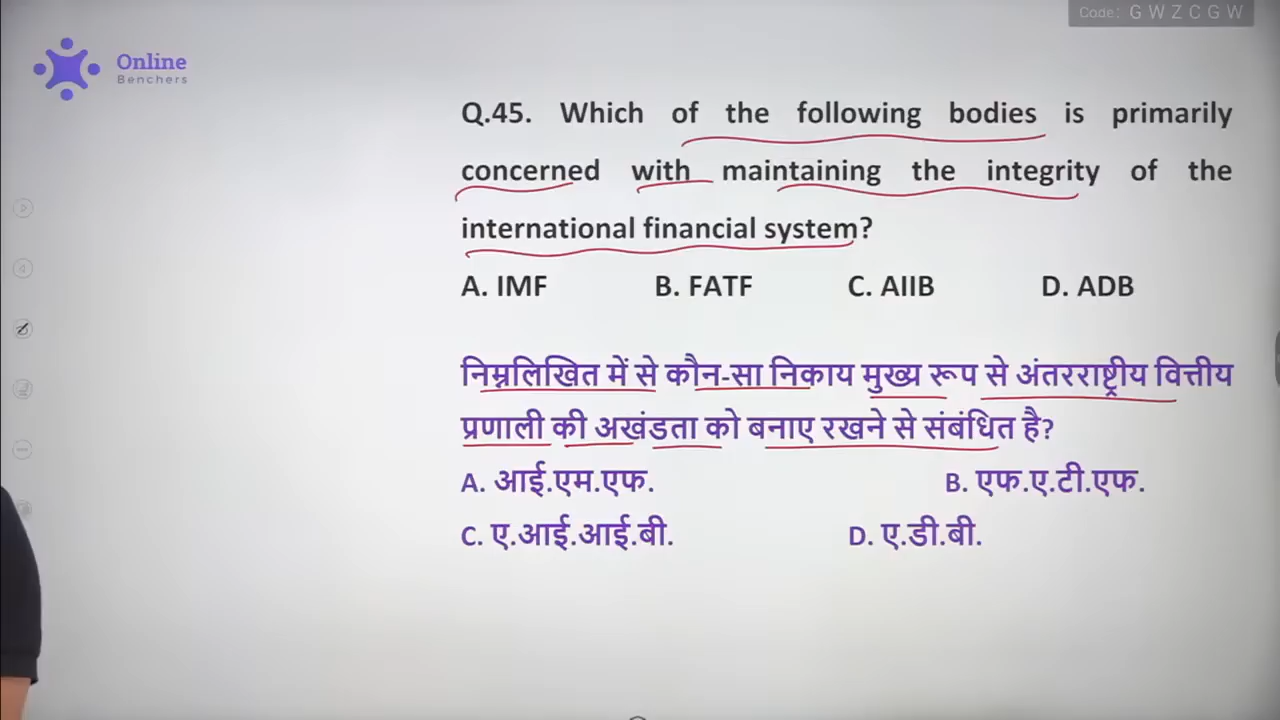 Code: G W Z C G W
Online
Benchers
Q.45. Which of the following bodies is primarily
concerned with maintaining the integrity of the
international financial system?
A. IMF B. FATF C. AIIB D. ADB
निम्नलिखित में से कौन-सा निकाय मुख्य रूप से अंतरराष्ट्रीय वित्तीय
प्रणाली की अखंडता को बनाए रखने से संबंधित है?
A. आई.एम.एफ. B. एफ.ए.टी.एफ.
C. ए.आई.आई.बी. D. ए.डी.बी.